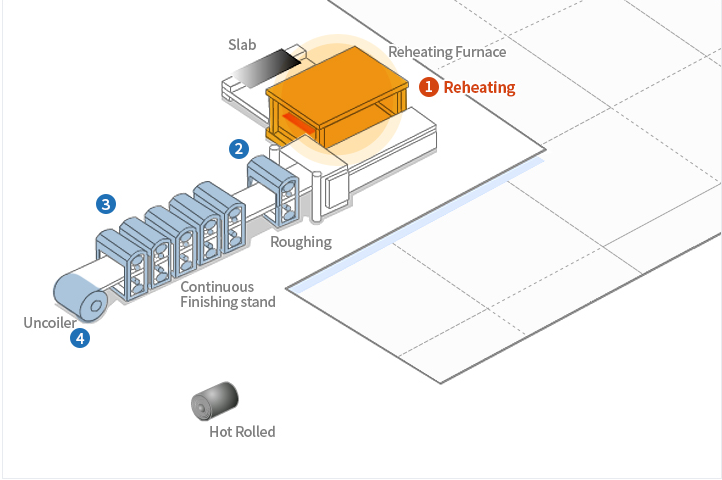 Slab
Reheating Furnace
1 Reheating
2
3
Roughing
Continuous
Finishing stand
Uncoiler
4
Hot Rolled